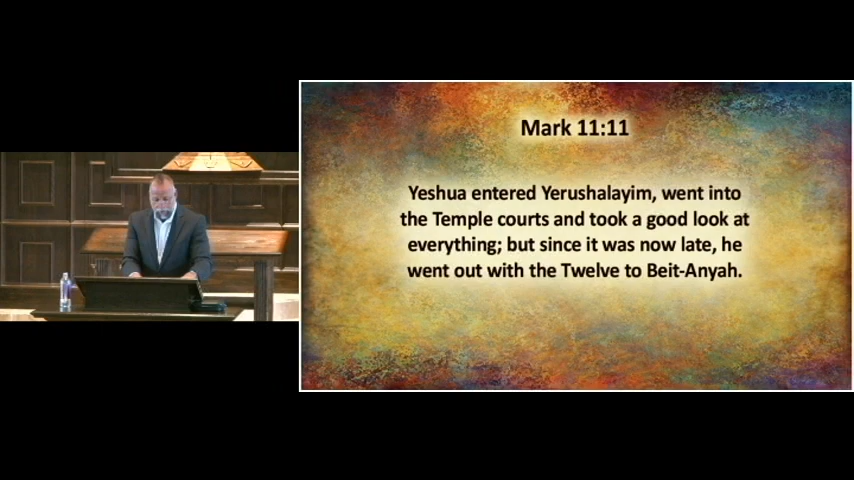 Mark 11:11
Yeshua entered Yerushalayim, went into
the Temple courts and took a good look at
everything; but since it was now late, he
went out with the Twelve to Beit-Anyah.